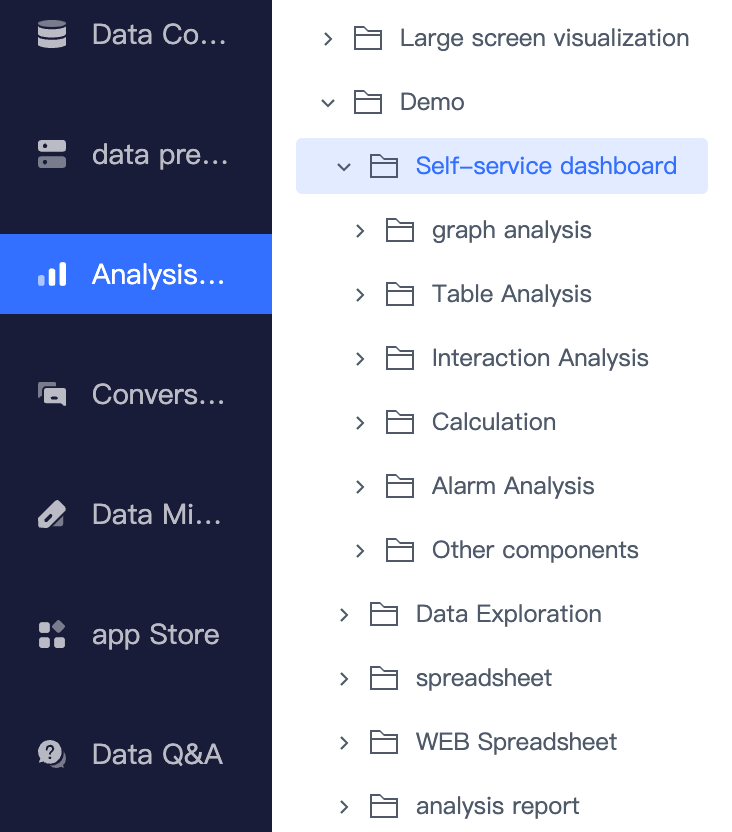 Data Co...
data pre...
Analysis...
Convers...
Data Mi...
app Store
Data Q&A
Large screen visualization
Demo
Self-service dashboard
graph analysis
Table Analysis
Interaction Analysis
Calculation
Alarm Analysis
Other components
Data Exploration
spreadsheet
WEB Spreadsheet
analysis report